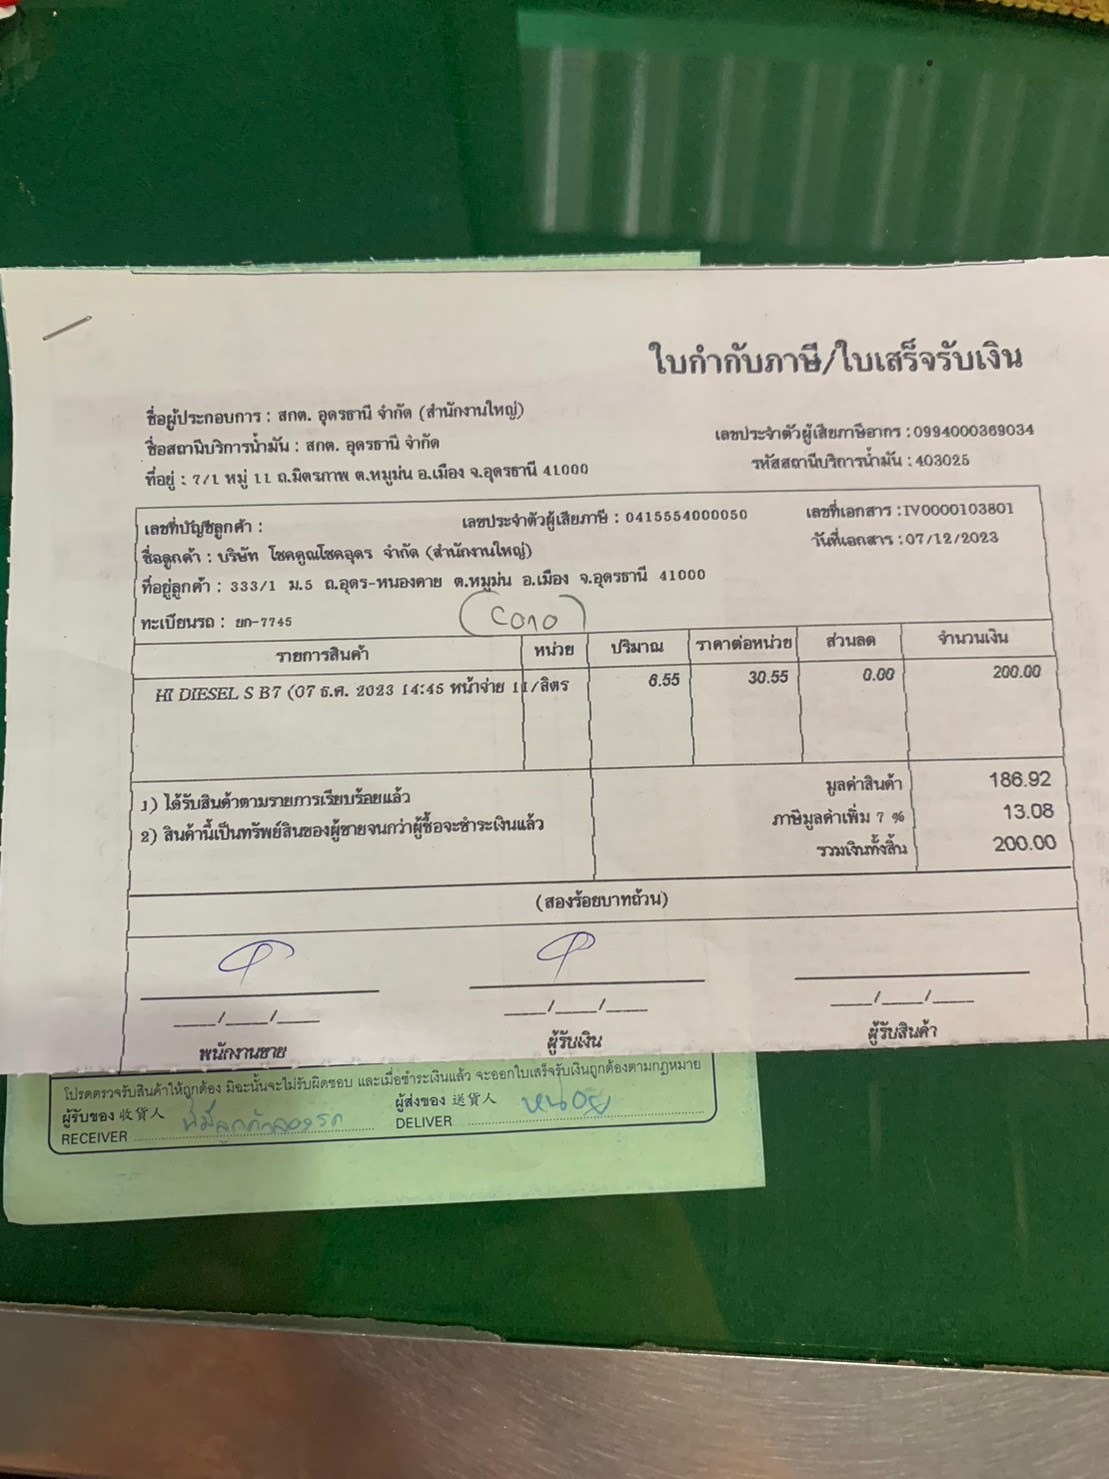 ใบกำกับภาษี/ใบเสร็จรับเงิน
ชื่อผู้ประกอบการ : สกต. อุดรธานี จำกัด (สำนักงานใหญ่)
เลขประจำตัวผู้เสียภาษีอากร : 0994000369034
ชื่อสถานีบริการน้ำมัน : สกต. อุดรธานี จำกัด
รหัสสถานีบริการน้ำมัน : 403025
ที่อยู่ : 7/1 หมู่ 11 ถ.มิตรภาพ ต.หมูม่น อ.เมือง จ.อุดรธานี 41000
เลขที่บัญชีลูกค้า : เลขประจำตัวผู้เสียภาษี : 0415554000050 เลขที่เอกสาร : IV0000103801
ชื่อลูกค้า : บริษัท โชคคูณโชคอุดร จำกัด (สำนักงานใหญ่) วันที่เอกสาร : 07/12/2023
ที่อยู่ลูกค้า : 333/1 ม.5 ถ.อุดร-หนองคาย ต.หมูม่น อ.เมือง จ.อุดรธานี 41000
ทะเบียนรถ : ยก-7745
รายการสินค้า หน่วย ปริมาณ ราคาต่อหน่วย ส่วนลด จำนวนเงิน
HI DIESEL S B7 (07 ธ.ค. 2023 14:45 หน้าจ่าย 11/ลิตร 6.55 30.55 0.00 200.00
1) ได้รับสินค้าตามรายการเรียบร้อยแล้ว มูลค่าสินค้า 186.92
2) สินค้านี้เป็นทรัพย์สินของผู้ขายจนกว่าผู้ซื้อจะชำระเงินแล้ว ภาษีมูลค่าเพิ่ม 7 % 13.08
รวมเงินทั้งสิ้น 200.00
(สองร้อยบาทถ้วน)
___/___/___ ___/___/___ ___/___/___
พนักงานขาย ผู้รับเงิน ผู้รับสินค้า
โปรดตรวจรับสินค้าให้ถูกต้อง มิฉะนั้นจะไม่รับผิดชอบ และเมื่อชำระเงินแล้ว จะออกใบเสร็จรับเงินถูกต้องตามกฎหมาย
ผู้รับของ 收貨人 ผู้ส่งของ 送貨人 หน่อย
RECEIVER DELIVER